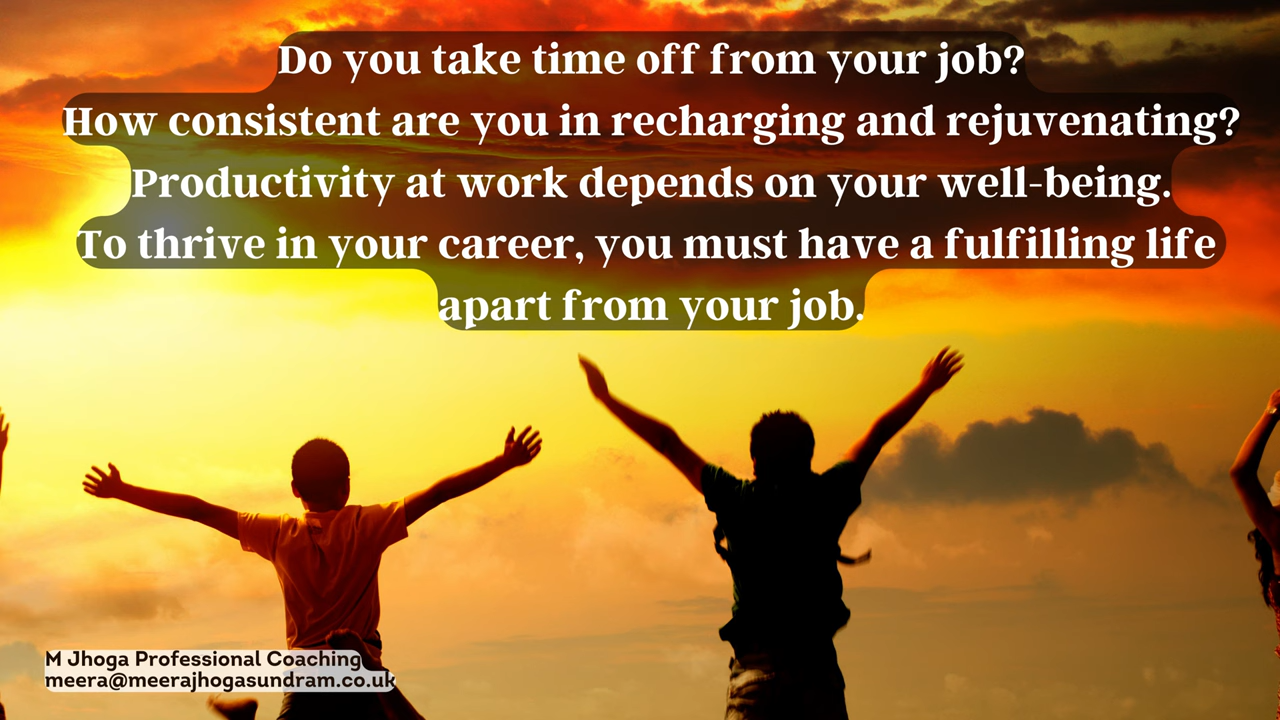 Do you take time off from your job?
How consistent are you in recharging and rejuvenating?
Productivity at work depends on your well-being.
To thrive in your career, you must have a fulfilling life
apart from your job.
M Jhoga Professional Coaching
meera@meerajhogasundram.co.uk